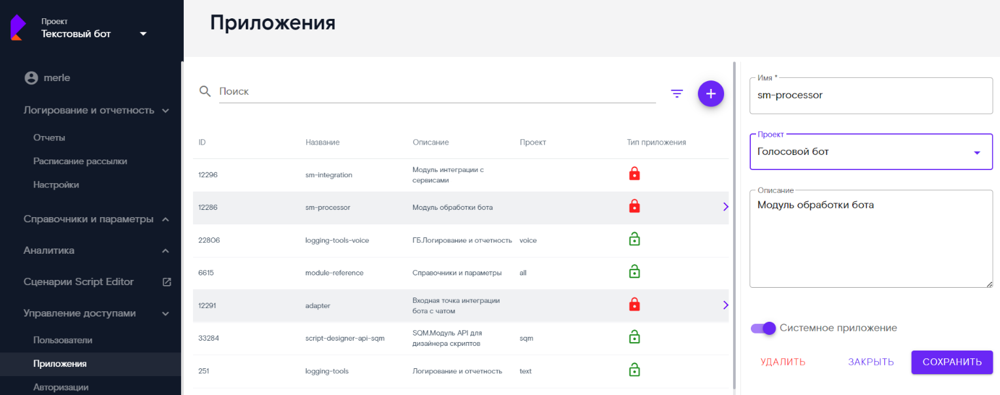 Проект
Текстовый бот
merle
Логирование и отчетность
Отчеты
Расписание рассылки
Настройки
Справочники и параметры
Аналитика
Сценарии Script Editor
Управление доступами
Пользователи
Приложения
Авторизации
Приложения
Поиск
ID Название Описание Проект Тип приложения
12296 sm-integration Модуль интеграции с
сервисами
12286 sm-processor Модуль обработки бота
22806 logging-tools-voice ГБ.Логирование и отчетность voice
6615 module-reference Справочники и параметры all
12291 adapter Входная точка интеграции
бота с чатом
33284 script-designer-api-sqm SQM.Модуль API для
дизайнера скриптов sqm
251 logging-tools Логирование и отчетность text
Имя *
sm-processor
Проект
Голосовой бот
Описание
Модуль обработки бота
Системное приложение
УДАЛИТЬ ЗАКРЫТЬ СОХРАНИТЬ